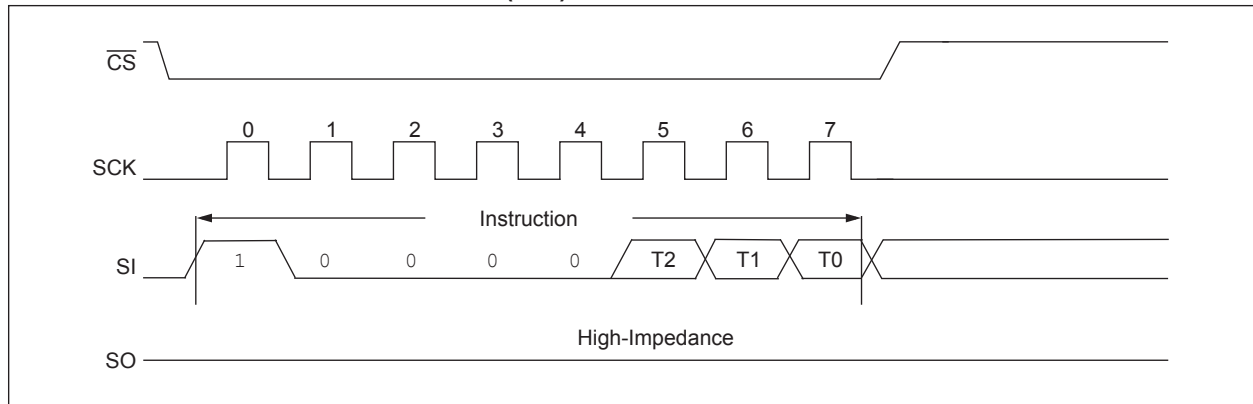 CS
0 1 2 3 4 5 6 7
SCK
Instruction
SI 1 0 0 0 0 T2 T1 T0
High-Impedance
SO